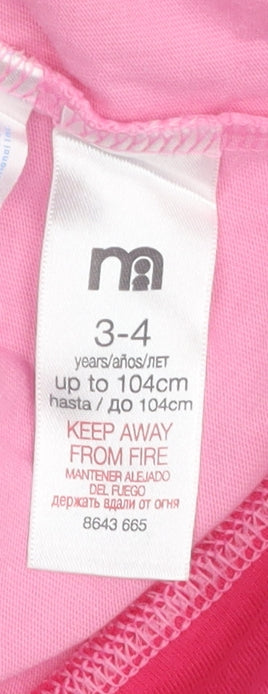 m
3-4
years/años/ЛЕТ
up to 104cm
hasta / ДО 104cm
KEEP AWAY
FROM FIRE
MANTENER ALEJADO
DEL FUEGO
держать вдали от огня
8643 665